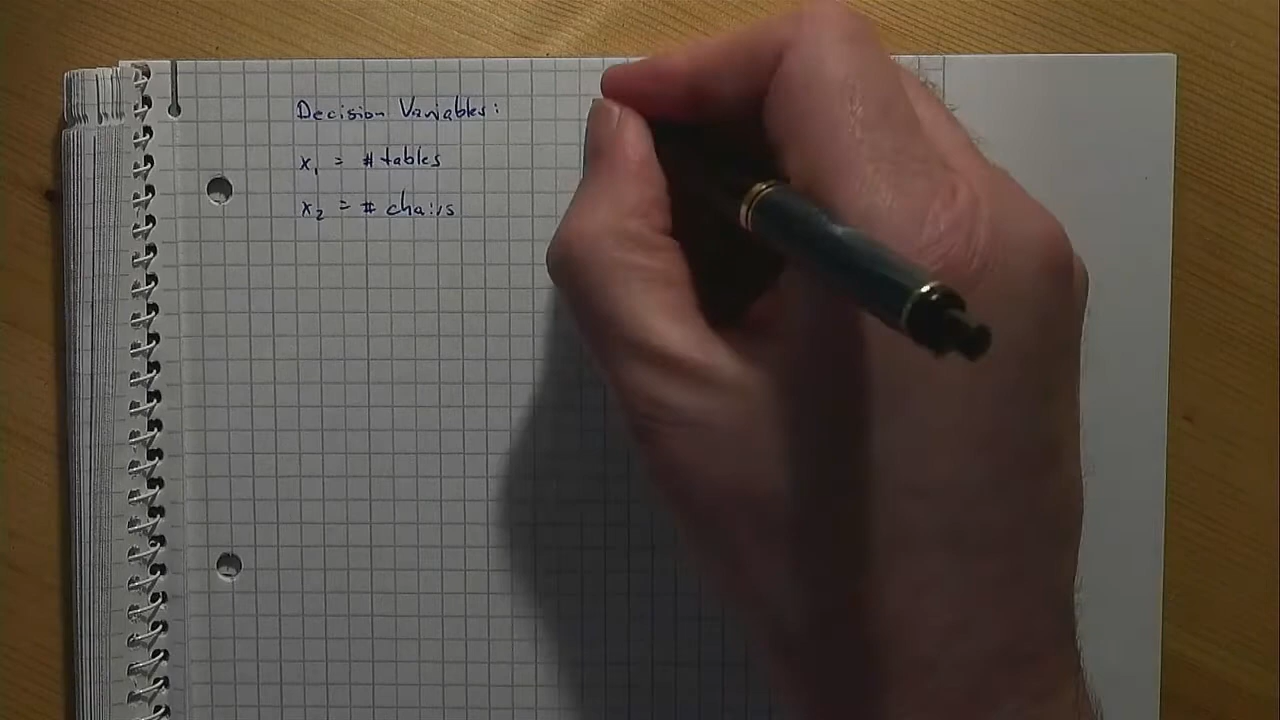 Decision Variables:
x₁ = # tables
x₂ = # chairs